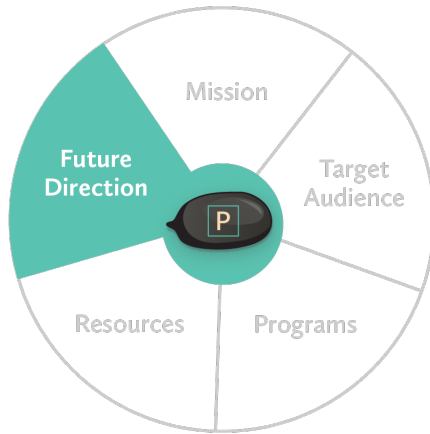 Mission
Future
Direction
Target
Audience
P
Resources
Programs